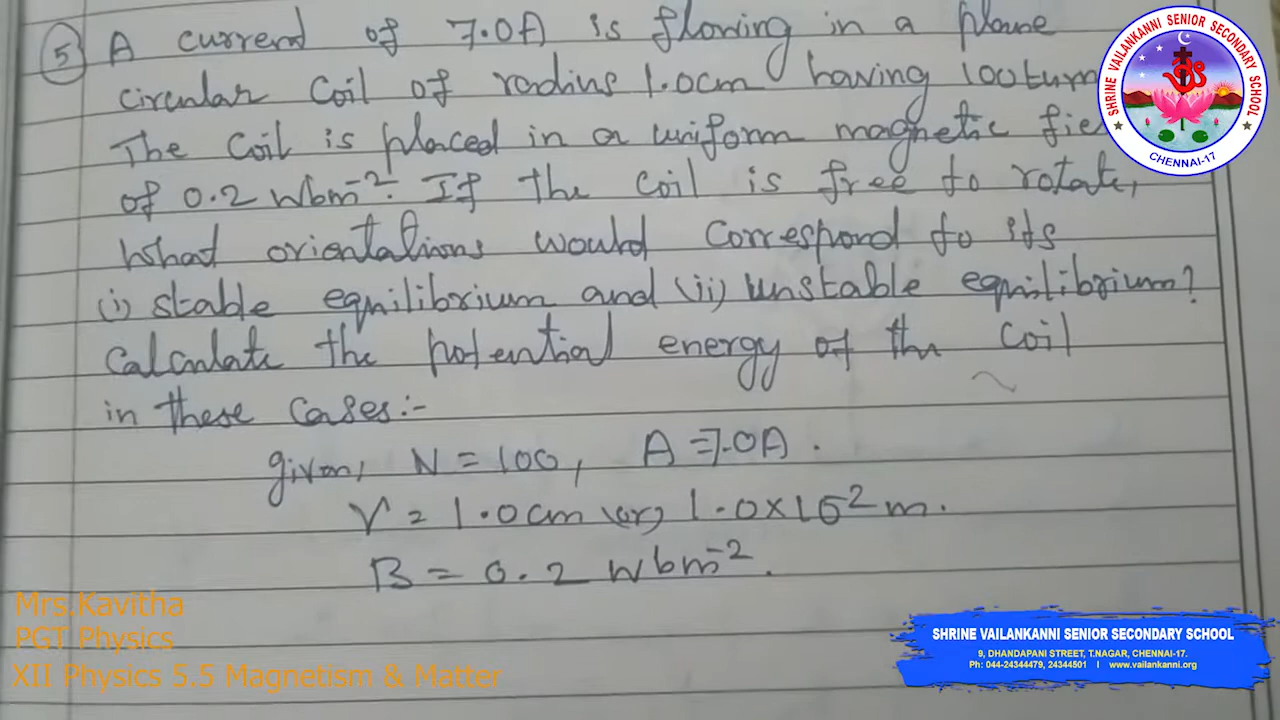 5 A current of 7.0A is flowing in a plane
circular coil of radius 1.0cm having 100turn
The coil is placed in a uniform magnetic fie
of 0.2 Wbm⁻². If the coil is free to rotate,
What orientations would correspond to its
(i) stable equilibrium and (ii) unstable equilibrium?
Calculate the potential energy of the coil
in these cases:-
given, N = 100, A = 7.0A.
r = 1.0cm (or) 1.0×10⁻²m.
B = 0.2 Wbm⁻².
SHRINE VAILANKANNI SENIOR SECONDARY SCHOOL
CHENNAI-17
Mrs.Kavitha
PGT Physics
XII Physics 5.5 Magnetism & Matter
SHRINE VAILANKANNI SENIOR SECONDARY SCHOOL
9, DHANDAPANI STREET, T.NAGAR, CHENNAI-17.
Ph: 044-24344479, 24344501 | www.vailankanni.org